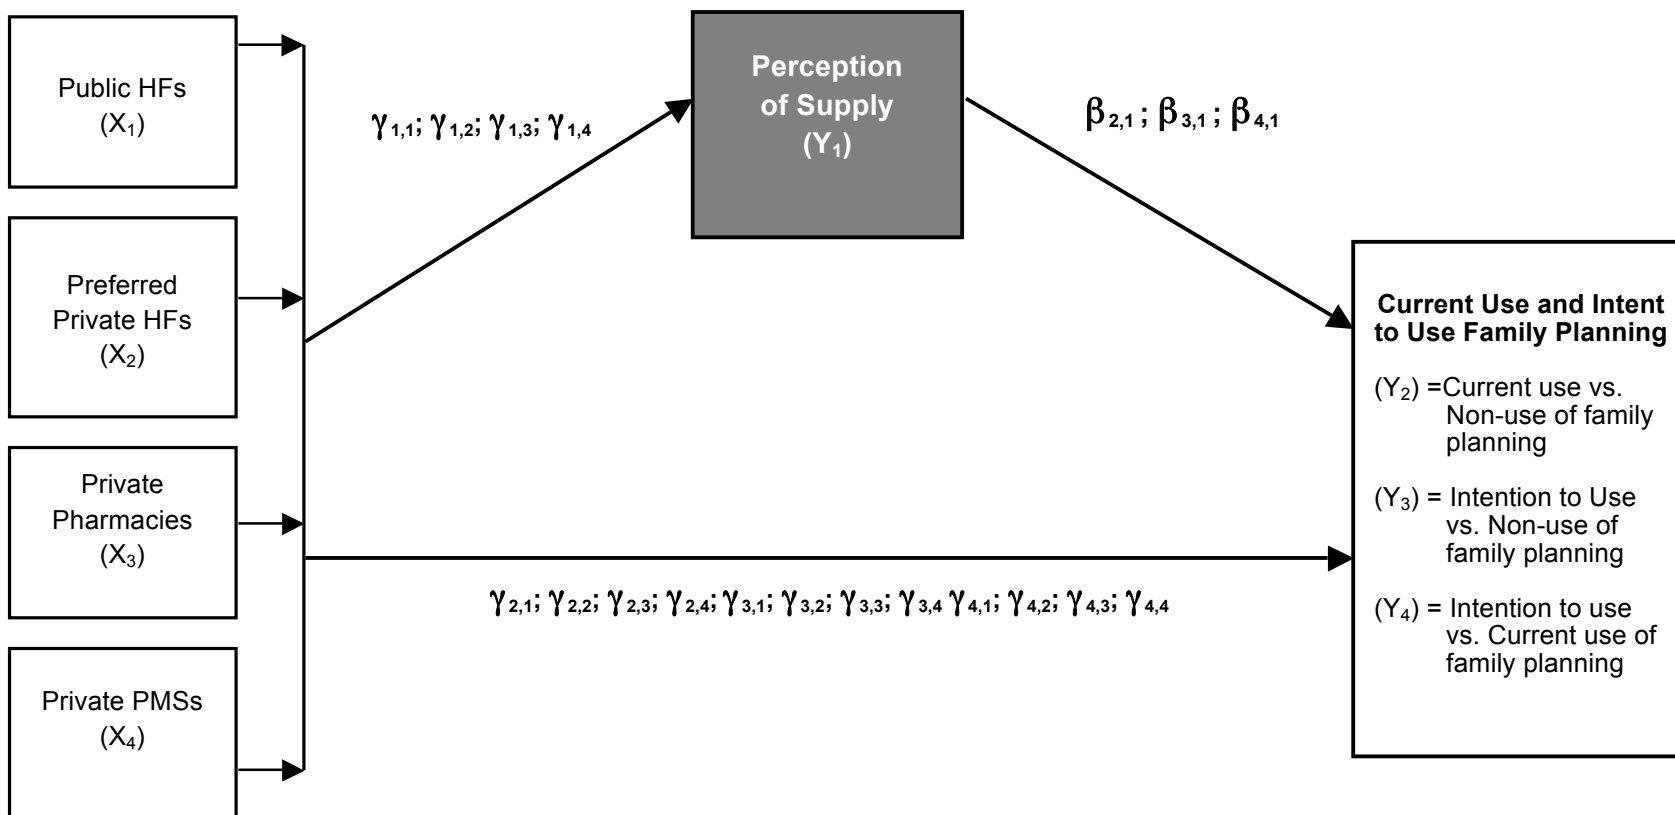 Public HFs
(X₁)
Preferred
Private HFs
(X₂)
Private
Pharmacies
(X₃)
Private PMSs
(X₄)
γ₁,₁; γ₁,₂; γ₁,₃; γ₁,₄
Perception
of Supply
(Y₁)
β₂,₁ ; β₃,₁ ; β₄,₁
γ₂,₁; γ₂,₂; γ₂,₃; γ₂,₄; γ₃,₁; γ₃,₂; γ₃,₃; γ₃,₄ γ₄,₁; γ₄,₂; γ₄,₃; γ₄,₄
Current Use and Intent
to Use Family Planning
(Y₂) =Current use vs.
Non-use of family
planning
(Y₃) = Intention to Use
vs. Non-use of
family planning
(Y₄) = Intention to use
vs. Current use of
family planning